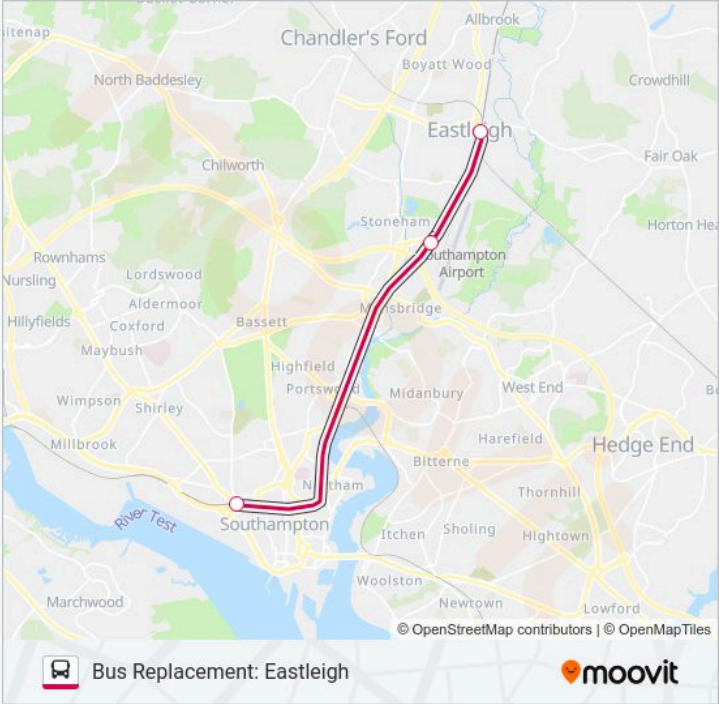 Allbrook
Chandler's Ford
Boyatt Wood
North Baddesley
Crowdhill
Eastleigh
Fair Oak
Chilworth
Stoneham
Horton Hea
Rownhams
Southampton
Airport
Nursling
Lordswood
Aldermoor
Mansbridge
Hillyfields
Coxford
Bassett
Maybush
Highfield
Portswood
Midanbury
West End
Wimpson
Shirley
Harefield
Millbrook
Hedge End
Bitterne
Northam
Thornhill
River Test
Southampton
Itchen
Sholing
Hightown
Woolston
Marchwood
Newtown
Lowford
© OpenStreetMap contributors | © OpenMapTiles
Bus Replacement: Eastleigh
moovit